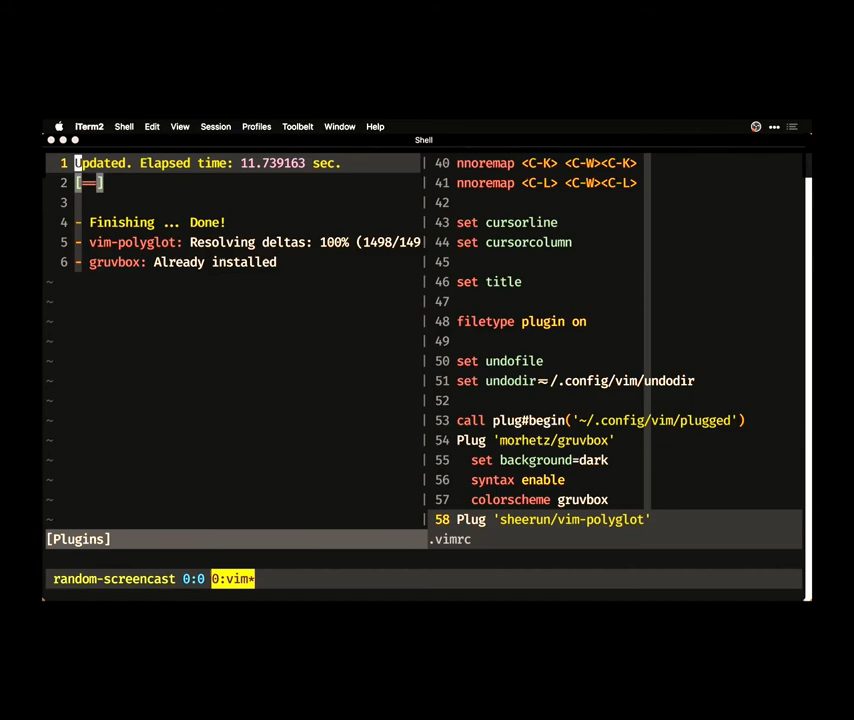 iTerm2 Shell Edit View Session Profiles Toolbelt Window Help
Shell
1 Updated. Elapsed time: 11.739163 sec.
2 [==]
3
4 - Finishing ... Done!
5 - vim-polyglot: Resolving deltas: 100% (1498/149
6 - gruvbox: Already installed
~
~
~
~
~
~
~
~
~
~
~
~
~
[Plugins]
40 nnoremap <C-K> <C-W><C-K>
41 nnoremap <C-L> <C-W><C-L>
42
43 set cursorline
44 set cursorcolumn
45
46 set title
47
48 filetype plugin on
49
50 set undofile
51 set undodir=~/.config/vim/undodir
52
53 call plug#begin('~/.config/vim/plugged')
54 Plug 'morhetz/gruvbox'
55 set background=dark
56 syntax enable
57 colorscheme gruvbox
58 Plug 'sheerun/vim-polyglot'
.vimrc
random-screencast 0:0 0:vim*